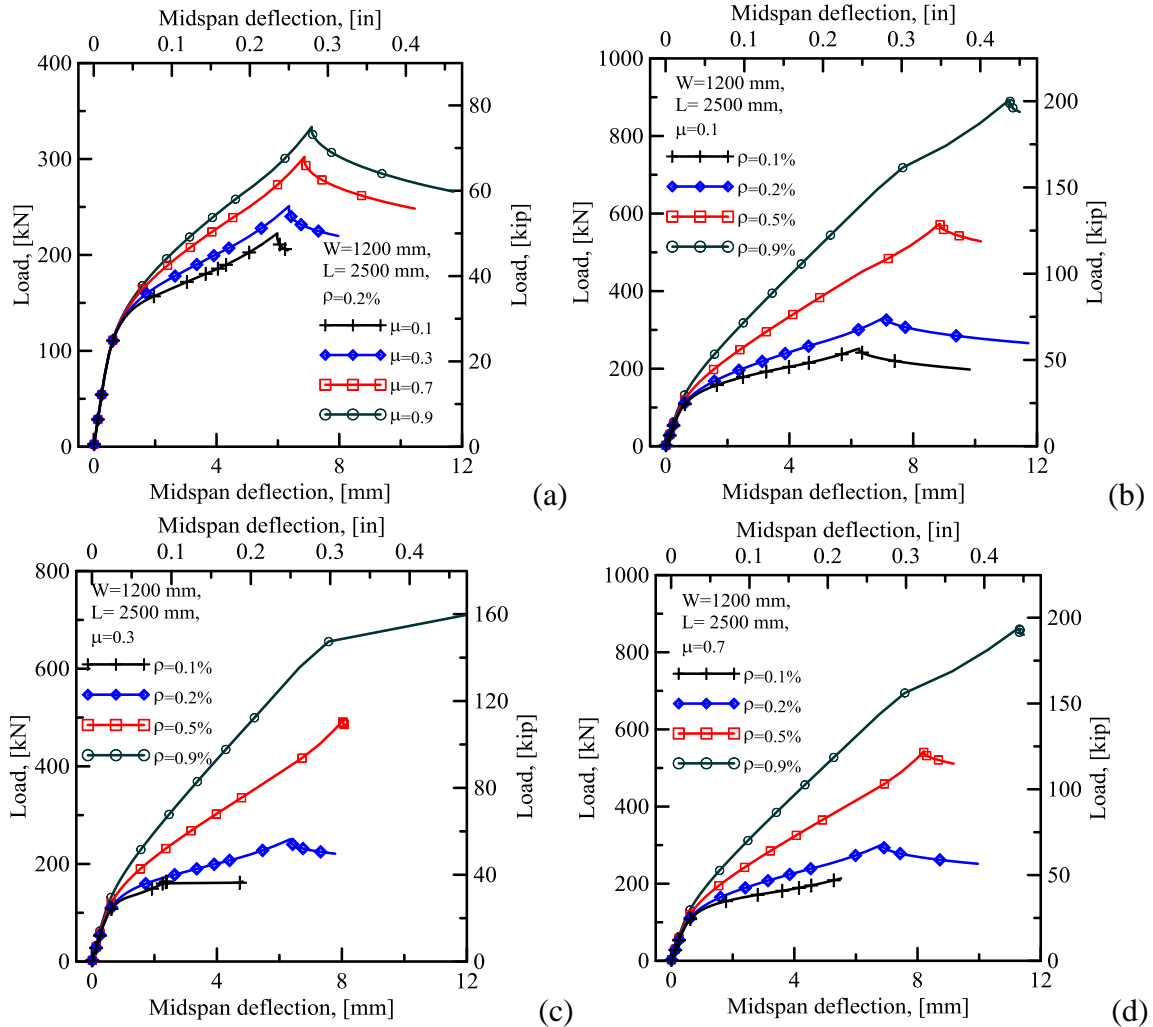 Midspan deflection, [in]
0 0.1 0.2 0.3 0.4
400
300
200
100
0
Load, [kN]
80
60
40
20
0
Load, [kip]
W=1200 mm,
L= 2500 mm,
ρ=0.2%
μ=0.1
μ=0.3
μ=0.7
μ=0.9
0 4 8 12
Midspan deflection, [mm]
(a)
Midspan deflection, [in]
0 0.1 0.2 0.3 0.4
1000
800
600
400
200
0
Load, [kN]
200
150
100
50
0
Load, [kip]
W=1200 mm,
L= 2500 mm,
μ=0.1
ρ=0.1%
ρ=0.2%
ρ=0.5%
ρ=0.9%
0 4 8 12
Midspan deflection, [mm]
(b)
Midspan deflection, [in]
0 0.1 0.2 0.3 0.4
800
600
400
200
0
Load, [kN]
160
120
80
40
0
Load, [kip]
W=1200 mm,
L= 2500 mm,
μ=0.3
ρ=0.1%
ρ=0.2%
ρ=0.5%
ρ=0.9%
0 4 8 12
Midspan deflection, [mm]
(c)
Midspan deflection, [in]
0 0.1 0.2 0.3 0.4
1000
800
600
400
200
0
Load, [kN]
200
150
100
50
0
Load, [kip]
W=1200 mm,
L= 2500 mm,
μ=0.7
ρ=0.1%
ρ=0.2%
ρ=0.5%
ρ=0.9%
0 4 8 12
Midspan deflection, [mm]
(d)